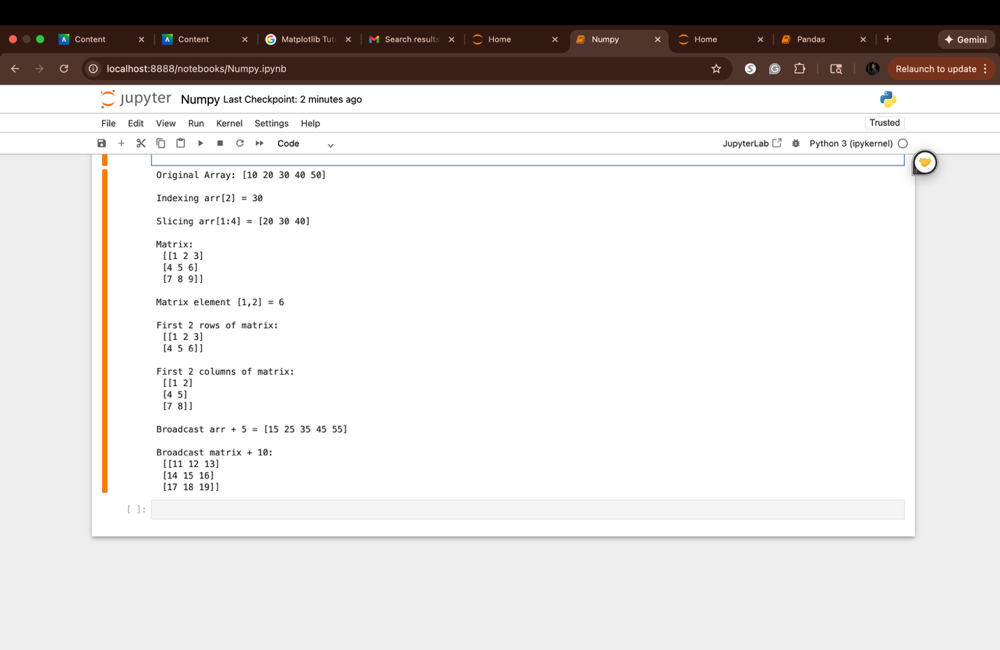 Content
Content
Matplotlib Tut
Search results
Home
Numpy
Home
Pandas
Gemini
localhost:8888/notebooks/Numpy.ipynb
Relaunch to update
jupyter Numpy Last Checkpoint: 2 minutes ago
File Edit View Run Kernel Settings Help
Trusted
Code
JupyterLab
Python 3 (ipykernel)
Original Array: [10 20 30 40 50]
Indexing arr[2] = 30
Slicing arr[1:4] = [20 30 40]
Matrix:
[[1 2 3]
[4 5 6]
[7 8 9]]
Matrix element [1,2] = 6
First 2 rows of matrix:
[[1 2 3]
[4 5 6]]
First 2 columns of matrix:
[[1 2]
[4 5]
[7 8]]
Broadcast arr + 5 = [15 25 35 45 55]
Broadcast matrix + 10:
[[11 12 13]
[14 15 16]
[17 18 19]]
[ ]: